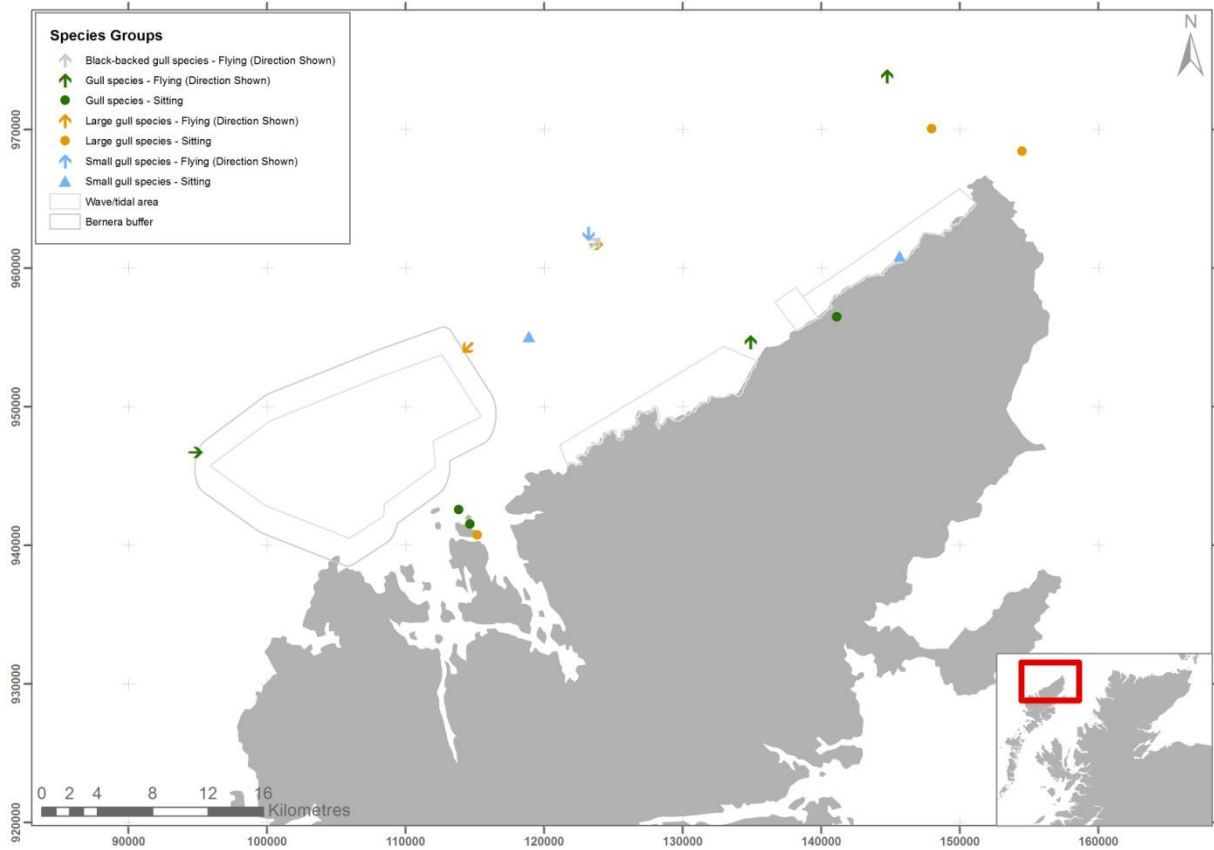 Species Groups
Black-backed gull species - Flying (Direction Shown)
Gull species - Flying (Direction Shown)
Gull species - Sitting
Large gull species - Flying (Direction Shown)
Large gull species - Sitting
Small gull species - Flying (Direction Shown)
Small gull species - Sitting
Wave/tidal area
Bernera buffer
N
970000
960000
950000
940000
930000
920000
0 2 4 8 12 16
Kilometres
90000 100000 110000 120000 130000 140000 150000 160000